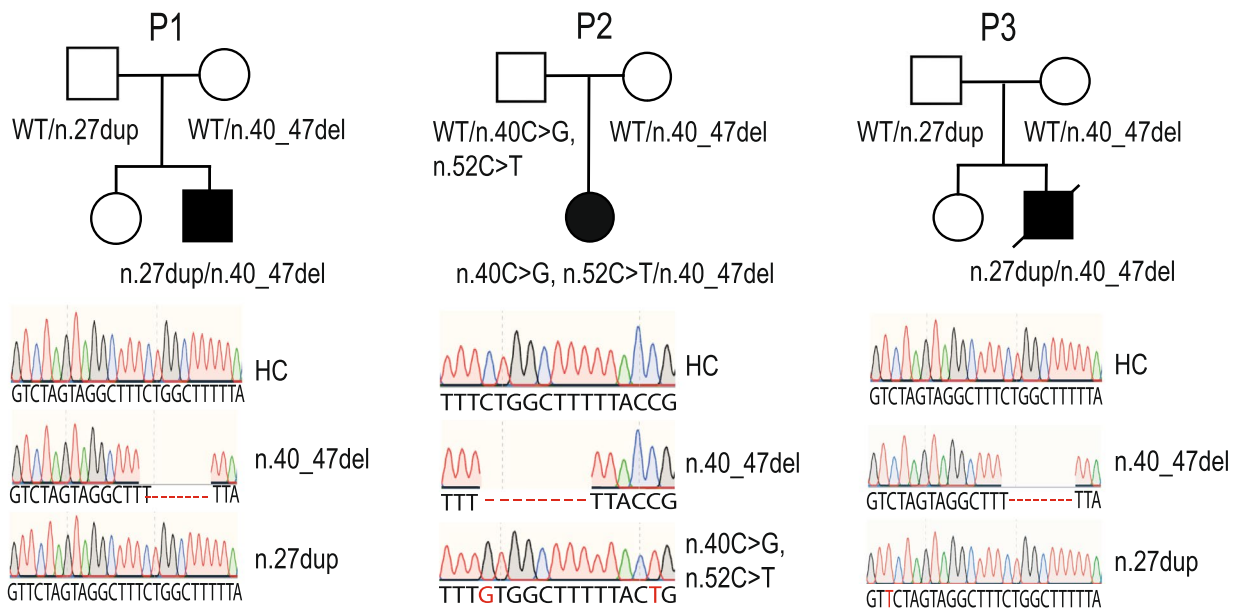 P1
WT/n.27dup
WT/n.40_47del
n.27dup/n.40_47del
GTCTAGTAGGCTTTCTGGCTTTTTA
HC
GTCTAGTAGGCTTT--------TTA
n.40_47del
GTCTAGTAGGCTTTCTGGCTTTTTA
n.27dup
P2
WT/n.40C>G,
n.52C>T
WT/n.40_47del
n.40C>G, n.52C>T/n.40_47del
TTTCTGGCTTTTTACCG
HC
TTT--------TTACCG
n.40_47del
TTTGTGGCTTTTTACTG
n.40C>G,
n.52C>T
P3
WT/n.27dup
WT/n.40_47del
n.27dup/n.40_47del
GTCTAGTAGGCTTTCTGGCTTTTTA
HC
GTCTAGTAGGCTTT--------TTA
n.40_47del
GTTCTAGTAGGCTTTCTGGCTTTTTA
n.27dup